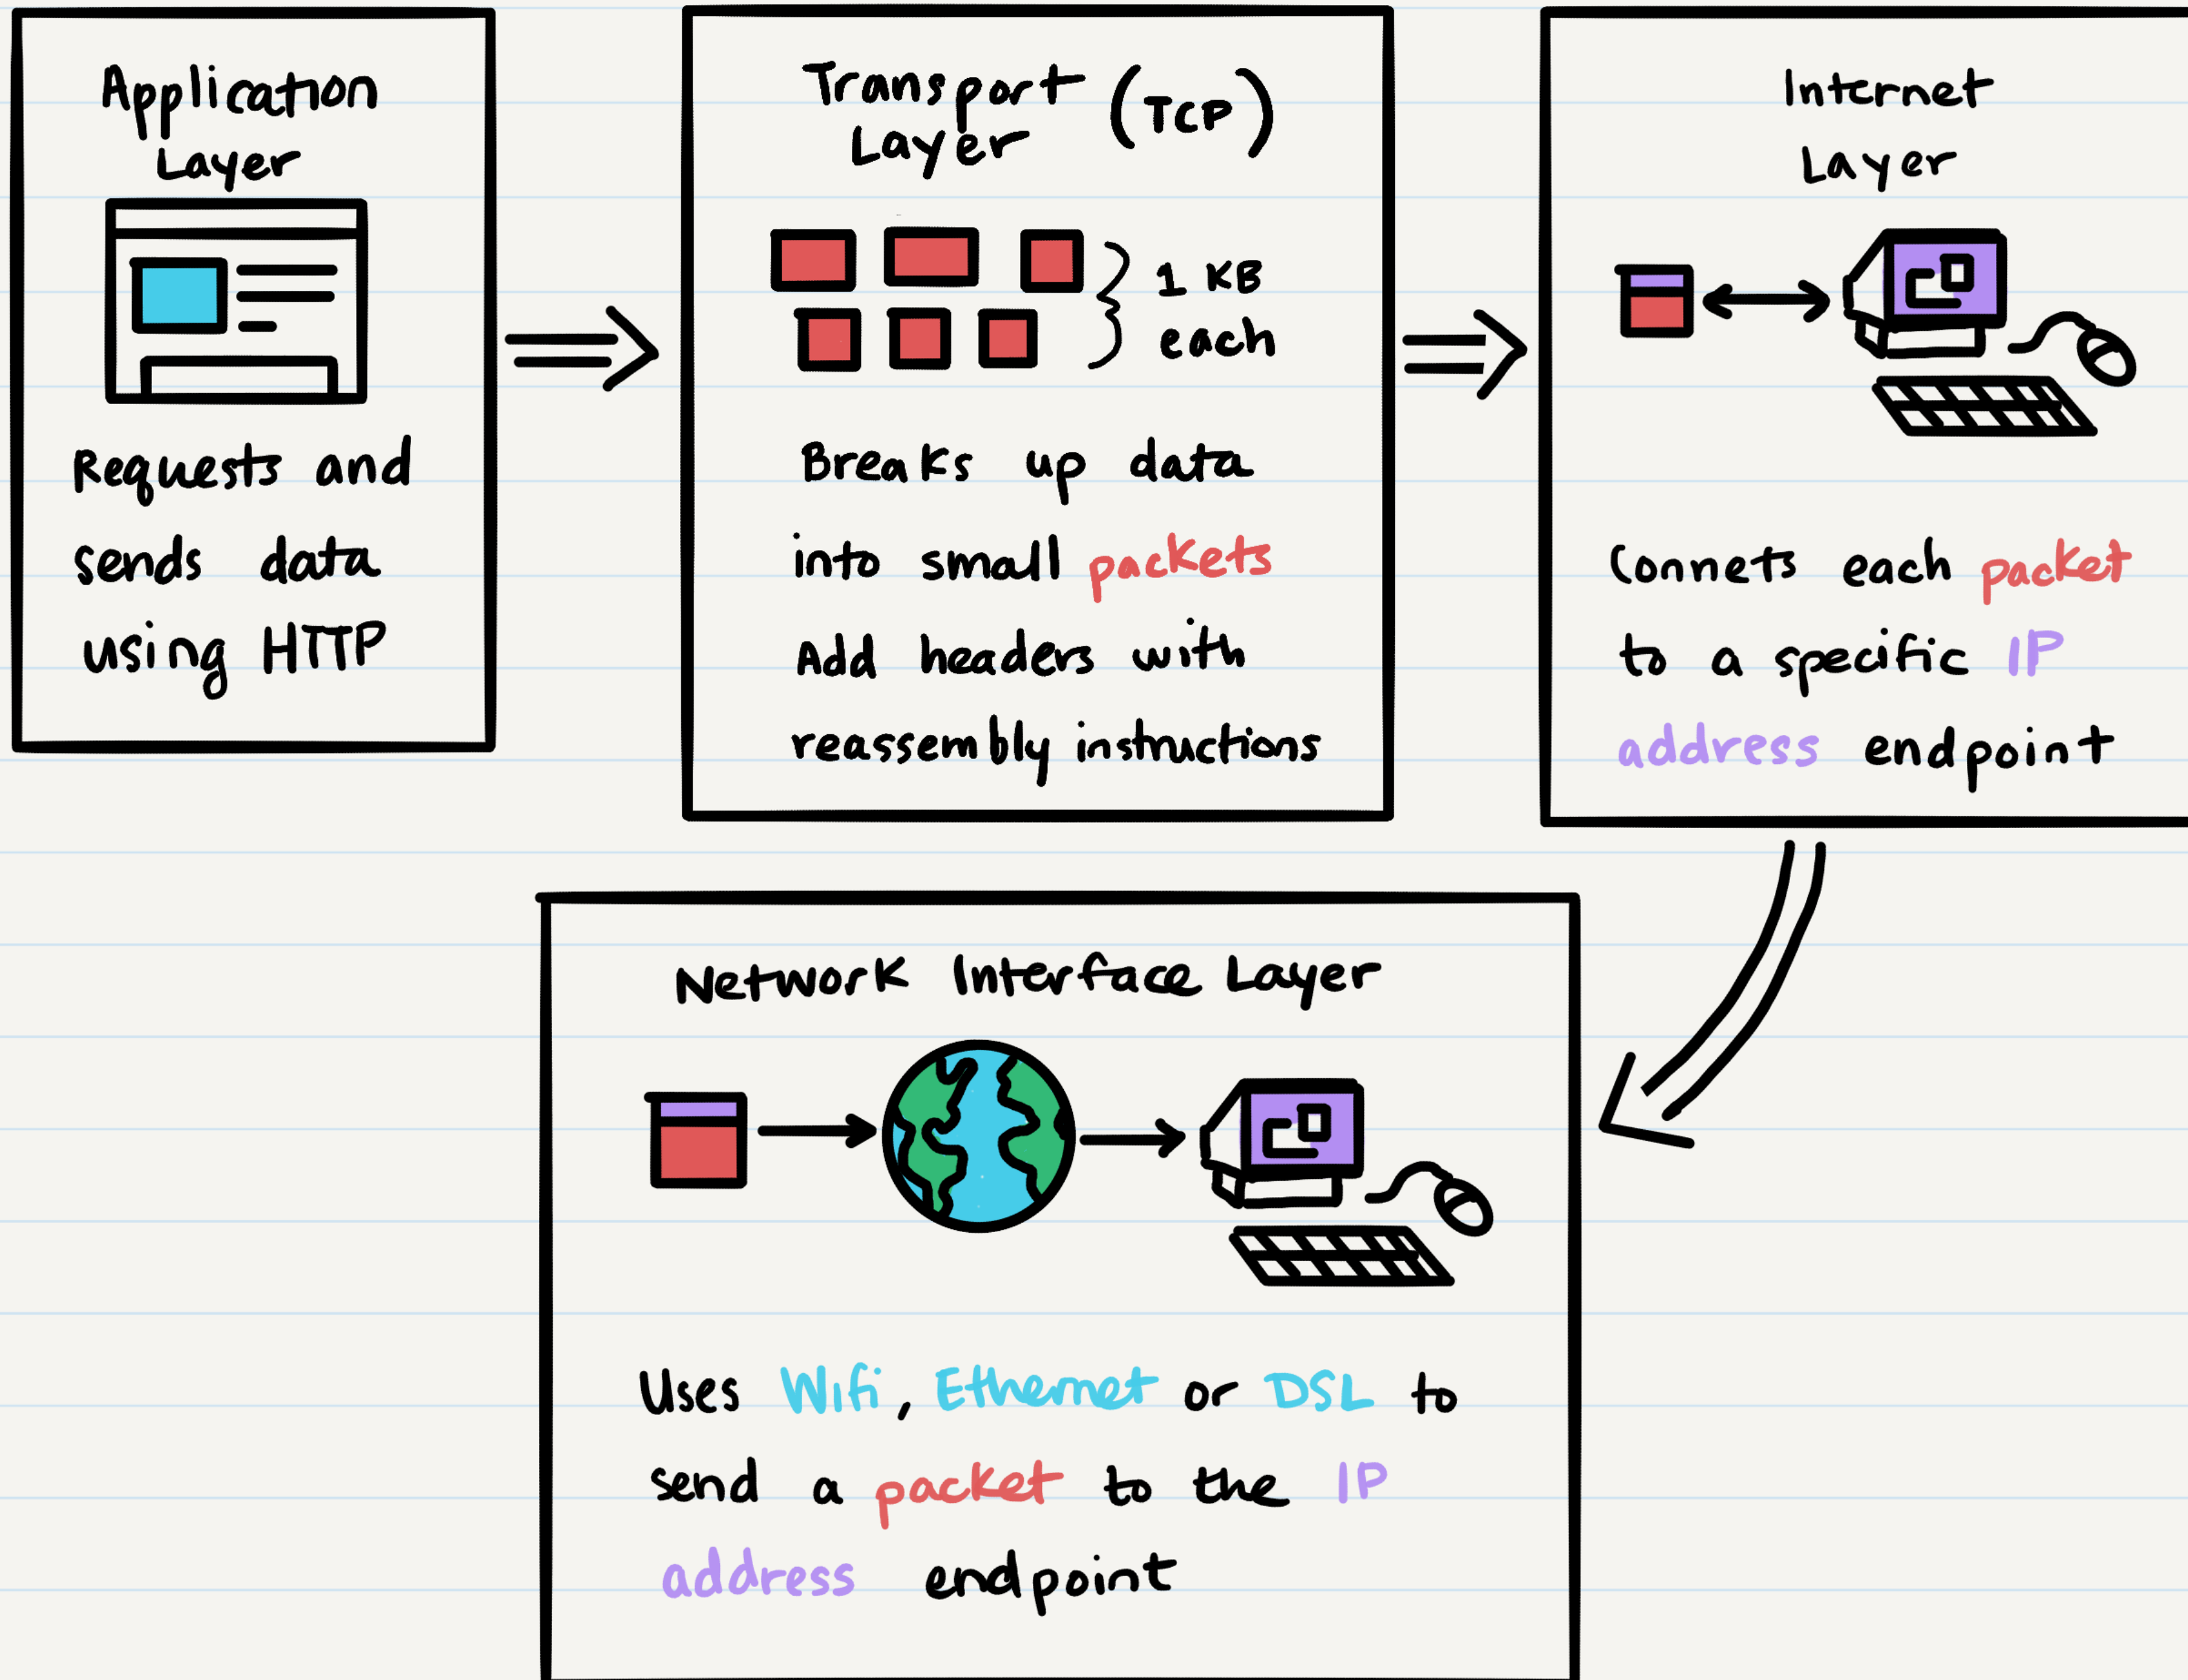 Application
Layer
Requests and
sends data
using HTTP
Transport (TCP)
Layer
1 KB
each
Breaks up data
into small packets
Add headers with
reassembly instructions
Internet
Layer
Connets each packet
to a specific IP
address endpoint
Network Interface Layer
Uses Wifi, Ethernet or DSL to
send a packet to the IP
address endpoint